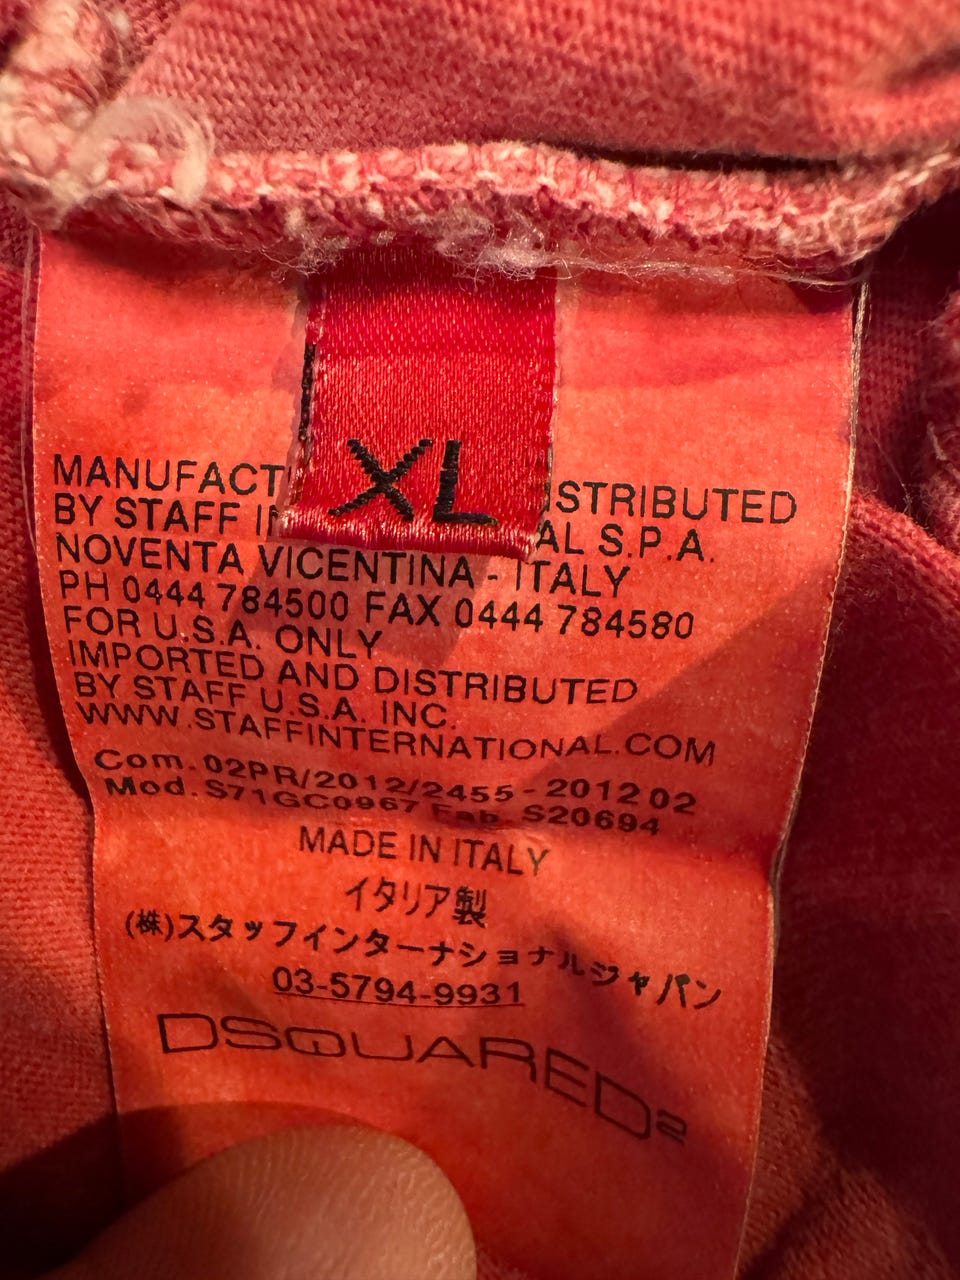 XL
MANUFACT STRIBUTED
BY STAFF I AL S.P.A.
NOVENTA VICENTINA - ITALY
PH 0444 784500 FAX 0444 784580
FOR U.S.A. ONLY
IMPORTED AND DISTRIBUTED
BY STAFF U.S.A. INC.
WWW.STAFFINTERNATIONAL.COM
Com. 02PR/2012/2455 - 2012 02
Mod. S71GC0967 Fab. S20694
MADE IN ITALY
イタリア製
(株)スタッフインターナショナルジャパン
03-5794-9931
DSQUARED2